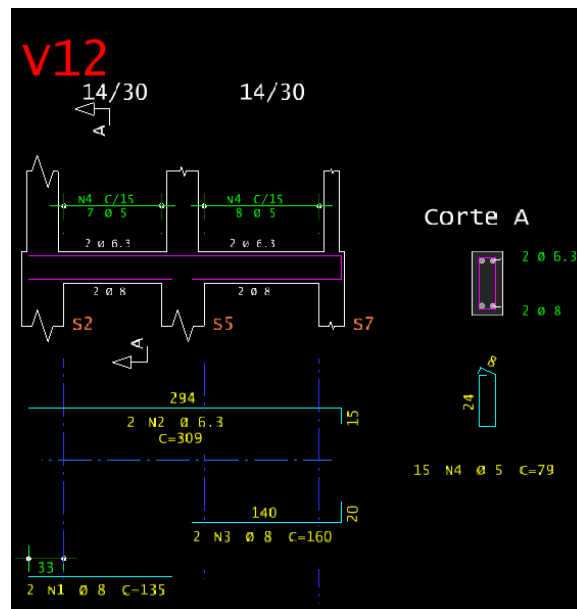 V12
14/30 14/30
A
N4 C/15 N4 C/15
7 Ø 5 8 Ø 5
Corte A
2 Ø 6.3 2 Ø 6.3
2 Ø 6.3
2 Ø 8 2 Ø 8
2 Ø 8
S2 S5 S7
A
294
2 N2 Ø 6.3
C=309
15
8
24
15 N4 Ø 5 C=79
140
20
2 N3 Ø 8 C=160
33
2 N1 Ø 8 C=135